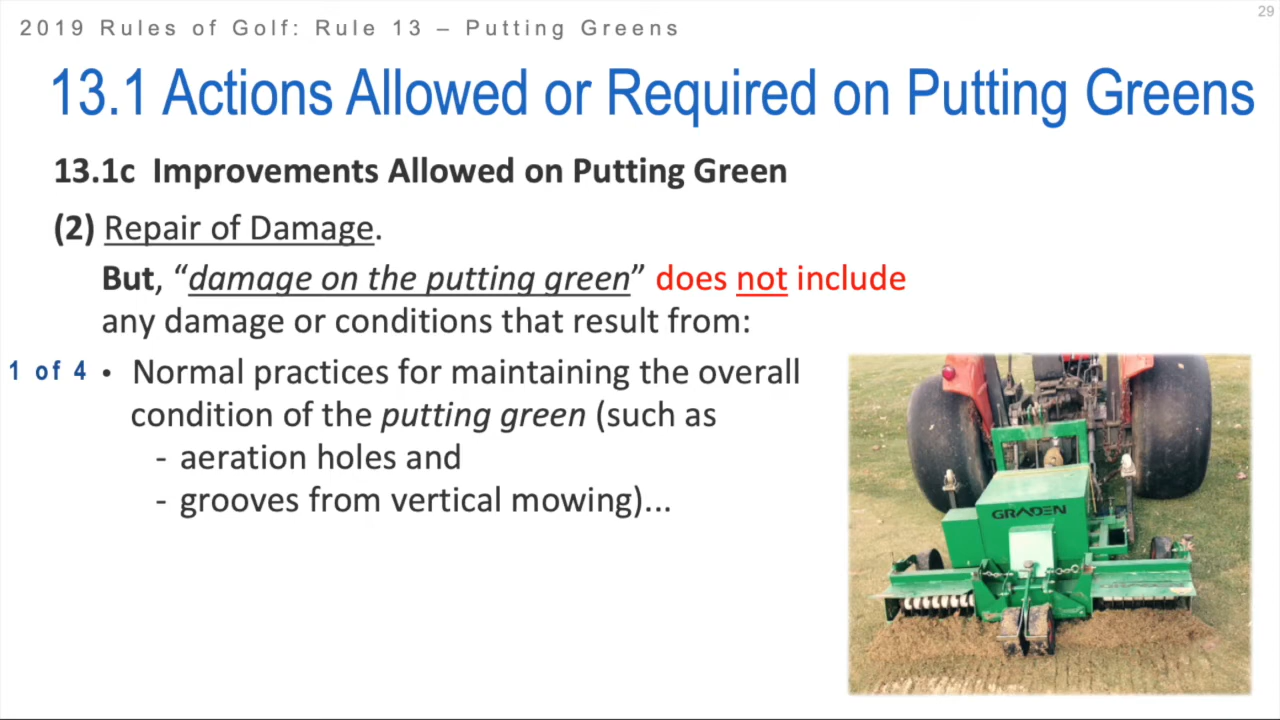 29
2019 Rules of Golf: Rule 13 – Putting Greens
13.1 Actions Allowed or Required on Putting Greens
13.1c Improvements Allowed on Putting Green
(2) Repair of Damage.
But, “damage on the putting green” does not include
any damage or conditions that result from:
1 of 4 • Normal practices for maintaining the overall
condition of the putting green (such as
- aeration holes and
- grooves from vertical mowing)...
GRADEN